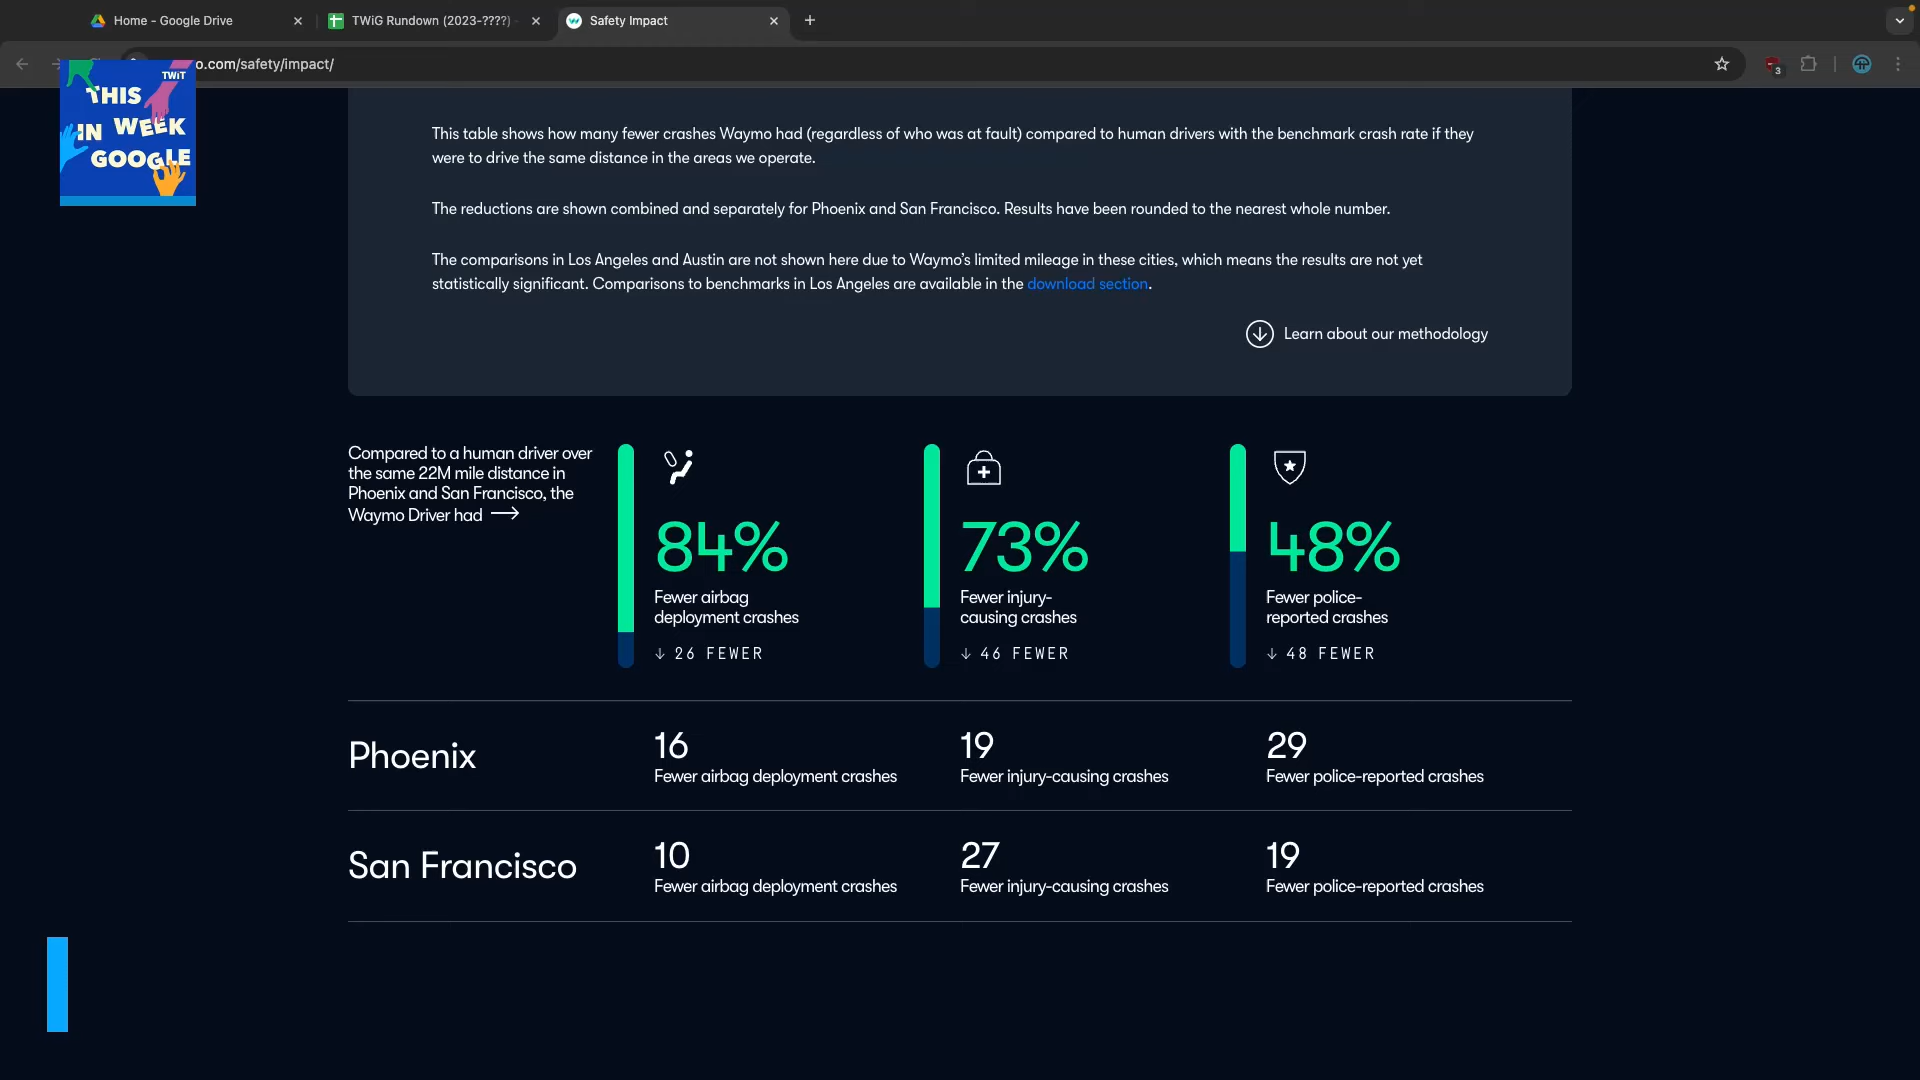 Home - Google Drive
TWiG Rundown (2023-????)
Safety Impact
o.com/safety/impact/
3
TWiT
THIS
IN WEEK
GOOGLE
This table shows how many fewer crashes Waymo had (regardless of who was at fault) compared to human drivers with the benchmark crash rate if they
were to drive the same distance in the areas we operate.
The reductions are shown combined and separately for Phoenix and San Francisco. Results have been rounded to the nearest whole number.
The comparisons in Los Angeles and Austin are not shown here due to Waymo’s limited mileage in these cities, which means the results are not yet
statistically significant. Comparisons to benchmarks in Los Angeles are available in the download section.
Learn about our methodology
Compared to a human driver over
the same 22M mile distance in
Phoenix and San Francisco, the
Waymo Driver had →
84%
Fewer airbag
deployment crashes
↓ 26 FEWER
73%
Fewer injury-
causing crashes
↓ 46 FEWER
48%
Fewer police-
reported crashes
↓ 48 FEWER
Phoenix
16
Fewer airbag deployment crashes
19
Fewer injury-causing crashes
29
Fewer police-reported crashes
San Francisco
10
Fewer airbag deployment crashes
27
Fewer injury-causing crashes
19
Fewer police-reported crashes